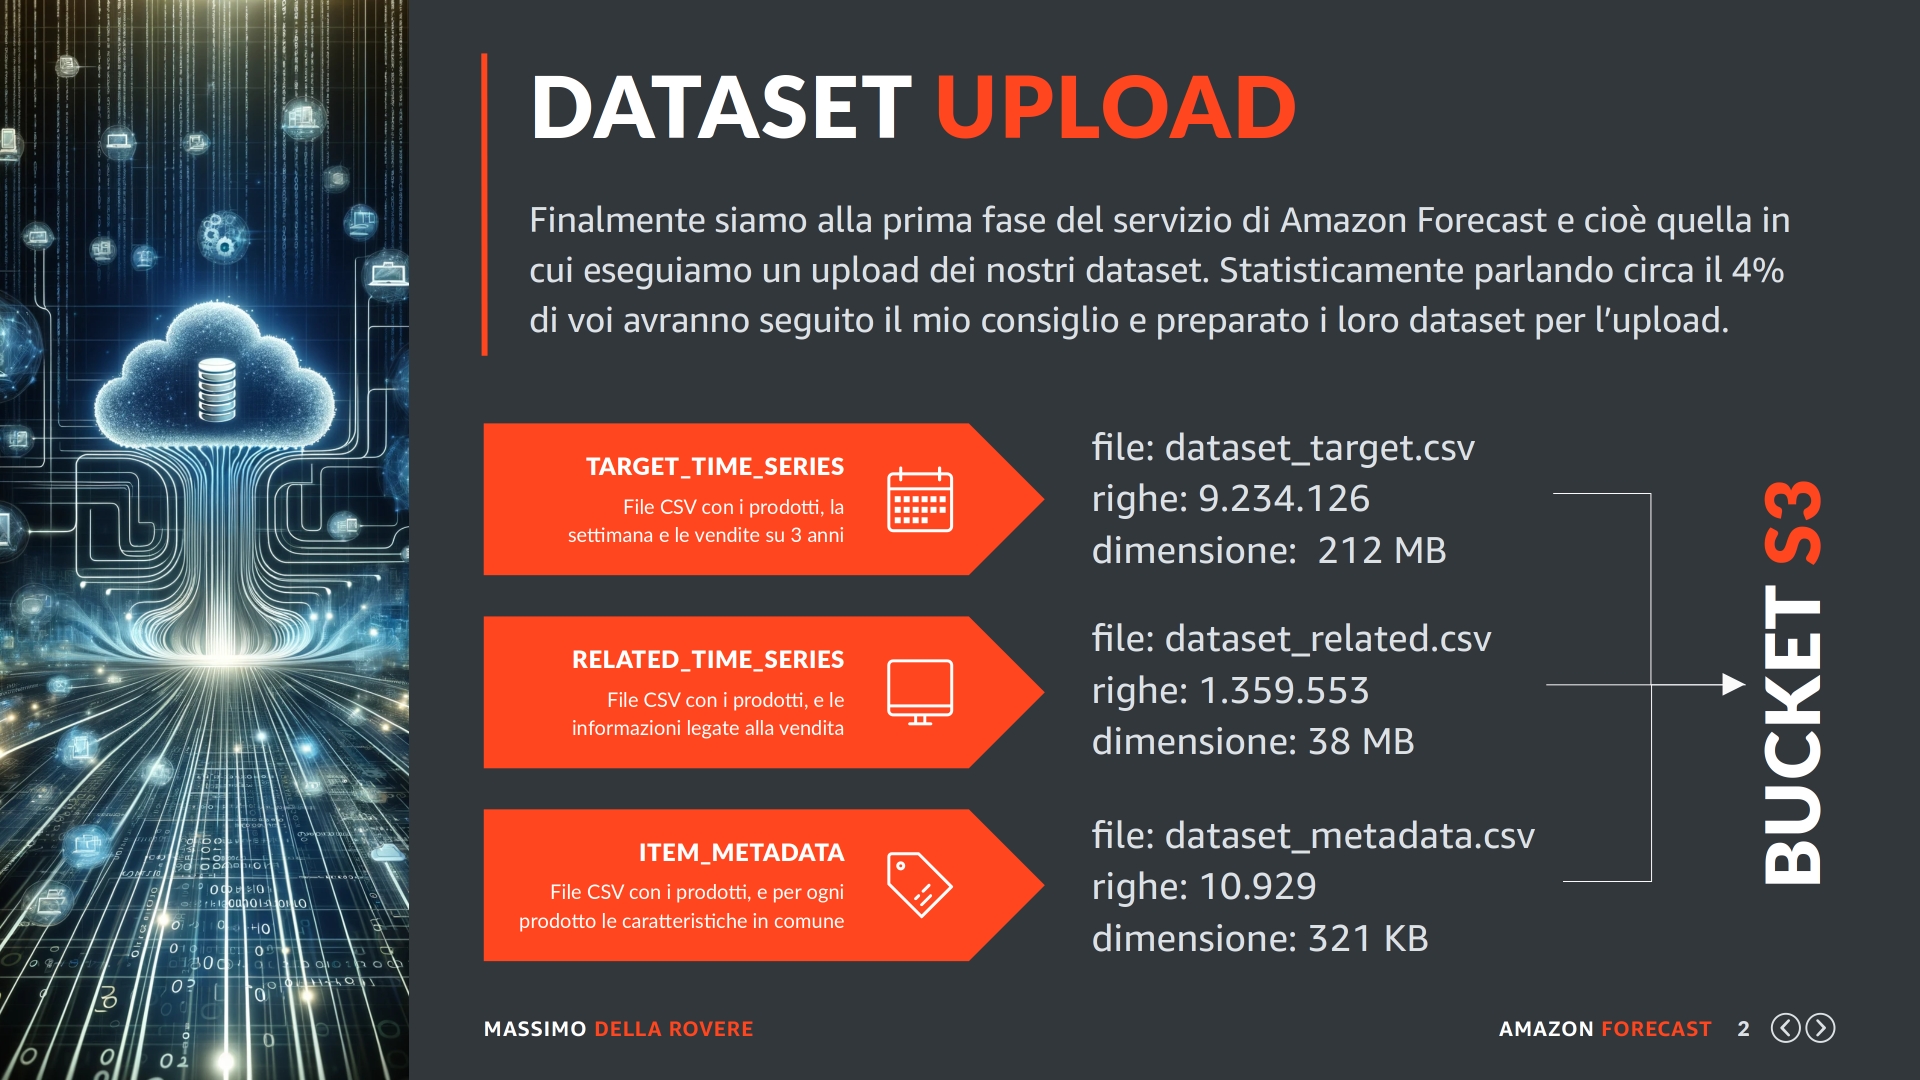 DATASET UPLOAD
Finalmente siamo alla prima fase del servizio di Amazon Forecast e cioè quella in
cui eseguiamo un upload dei nostri dataset. Statisticamente parlando circa il 4%
di voi avranno seguito il mio consiglio e preparato i loro dataset per l’upload.
TARGET_TIME_SERIES
File CSV con i prodotti, la
settimana e le vendite su 3 anni
file: dataset_target.csv
righe: 9.234.126
dimensione:  212 MB
RELATED_TIME_SERIES
File CSV con i prodotti, e le
informazioni legate alla vendita
file: dataset_related.csv
righe: 1.359.553
dimensione: 38 MB
ITEM_METADATA
File CSV con i prodotti, e per ogni
prodotto le caratteristiche in comune
file: dataset_metadata.csv
righe: 10.929
dimensione: 321 KB
BUCKET S3
MASSIMO DELLA ROVERE
AMAZON FORECAST 2